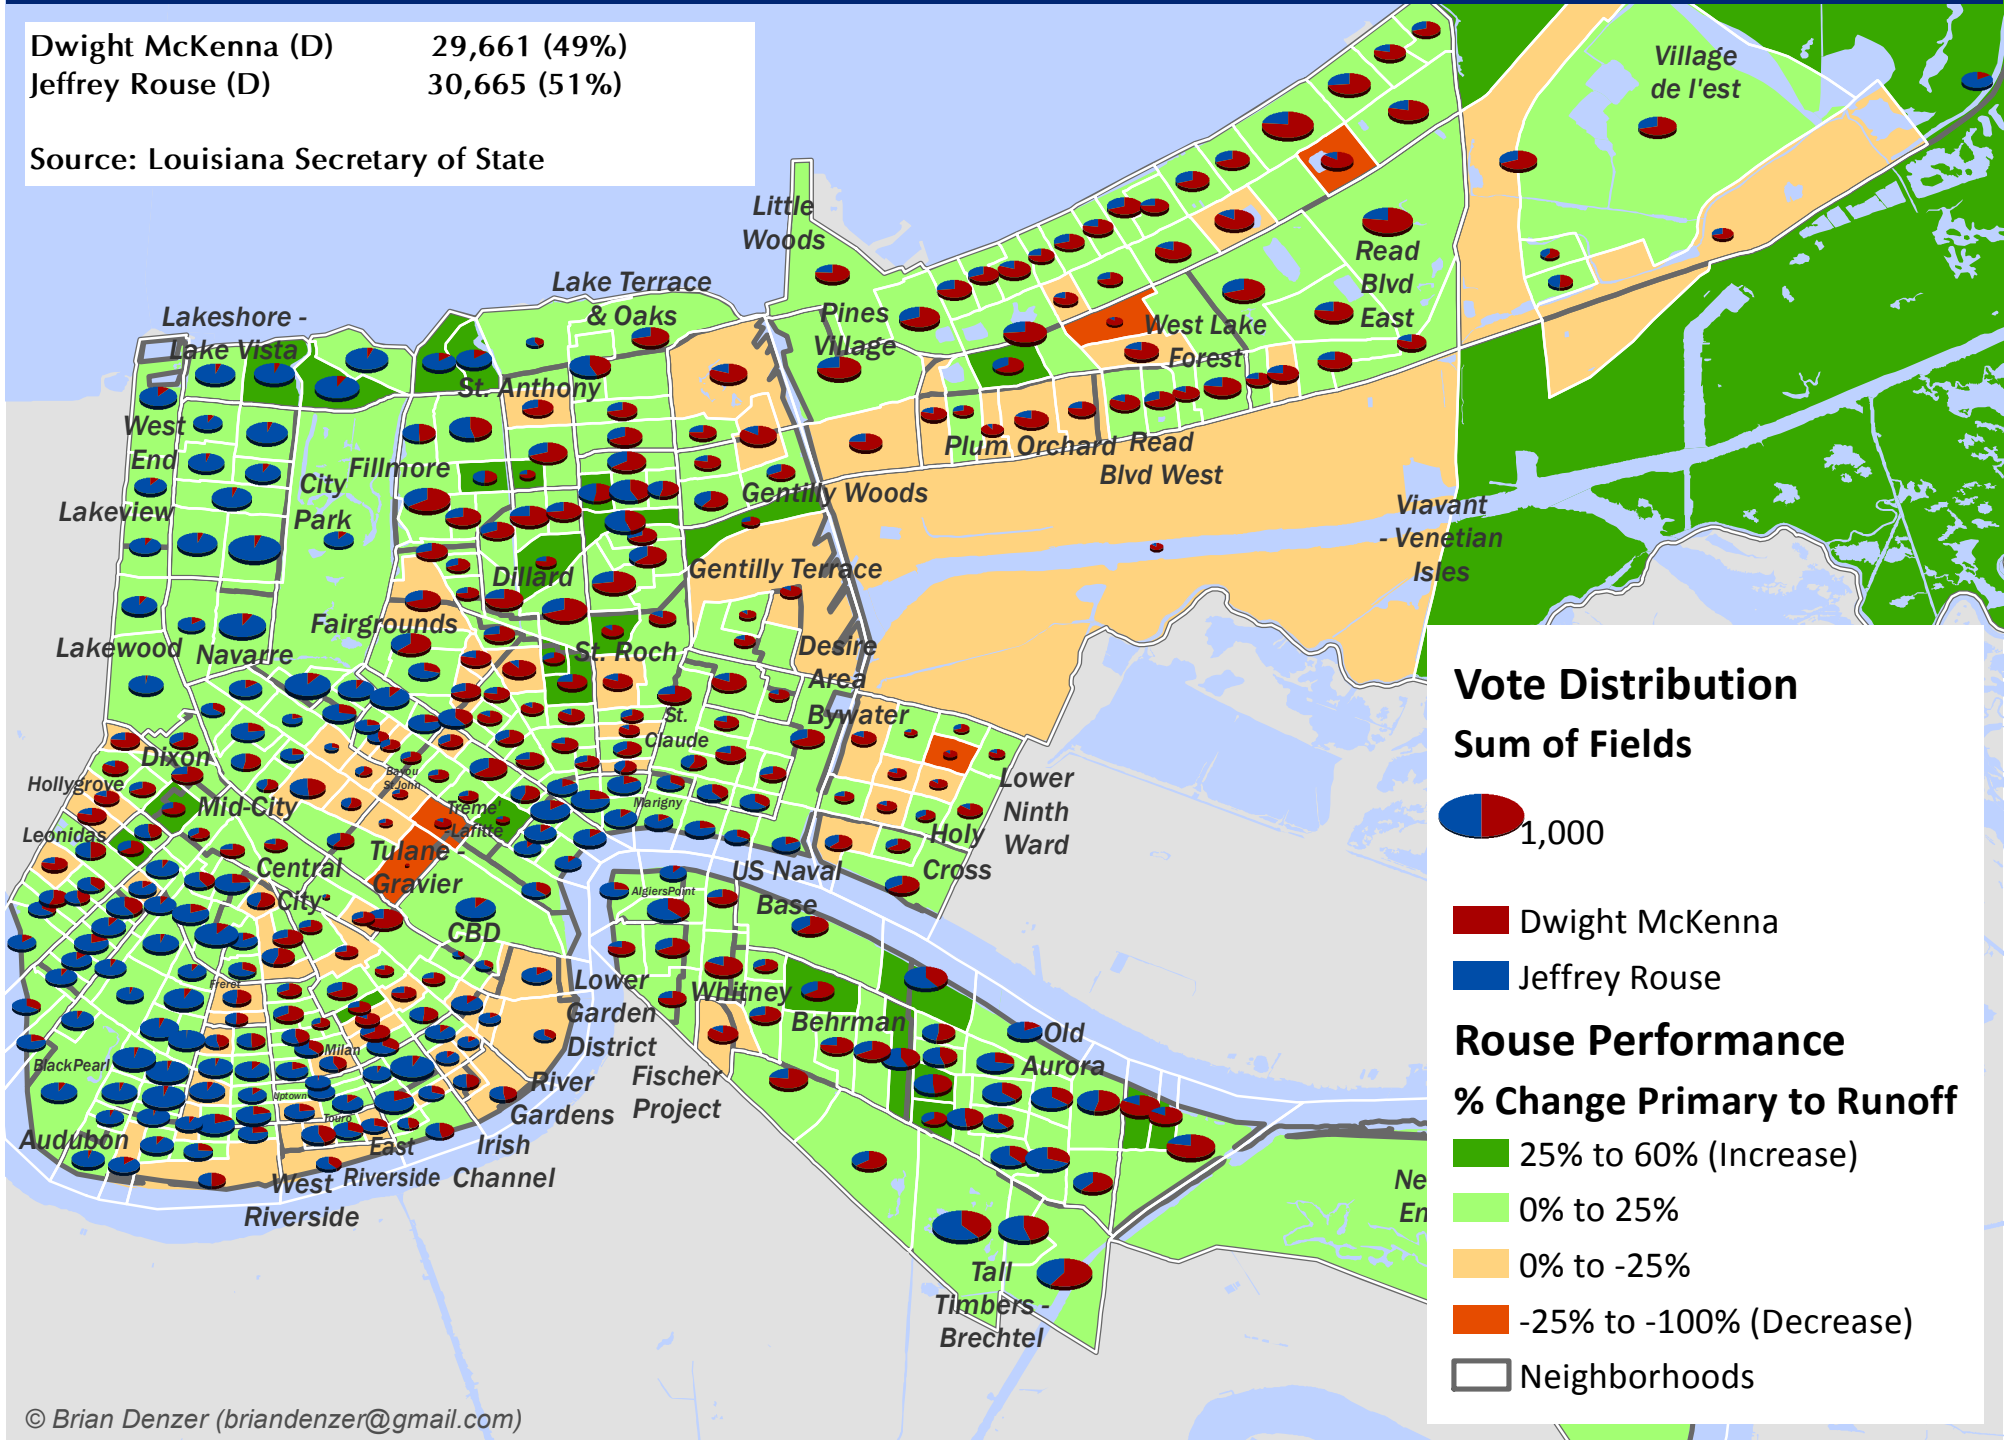 Dwight McKenna (D) 29,661 (49%)
Jeffrey Rouse (D) 30,665 (51%)
Source: Louisiana Secretary of State
Village
de l'est
Little
Woods
Lake Terrace
& Oaks
Read
Blvd
East
Lakeshore -
Lake Vista
Pines
Village
West Lake
Forest
St. Anthony
West
End
Plum Orchard
Read
Blvd West
Fillmore
City
Park
Gentilly Woods
Lakeview
Viavant
- Venetian
Isles
Dillard
Gentilly Terrace
Fairgrounds
Lakewood
Navarre
St. Roch
Desire
Area
Bywater
St.
Claude
Dixon
Hollygrove
Bayou
St.John
Mid-City
Marigny
Treme'
-Lafitte
Lower
Ninth
Ward
Leonidas
Holy
Cross
Tulane -
Gravier
Central
City
US Naval
Base
AlgiersPoint
CBD
Freret
Lower
Garden
District
Whitney
Behrman
Old
Aurora
Milan
BlackPearl
River
Gardens
Fischer
Project
Uptown
Touro
Audubon
East
Riverside
Irish
Channel
West
Riverside
Ne
En
Tall
Timbers -
Brechtel
Vote Distribution
Sum of Fields
1,000
Dwight McKenna
Jeffrey Rouse
Rouse Performance
% Change Primary to Runoff
25% to 60% (Increase)
0% to 25%
0% to -25%
-25% to -100% (Decrease)
Neighborhoods
© Brian Denzer (briandenzer@gmail.com)